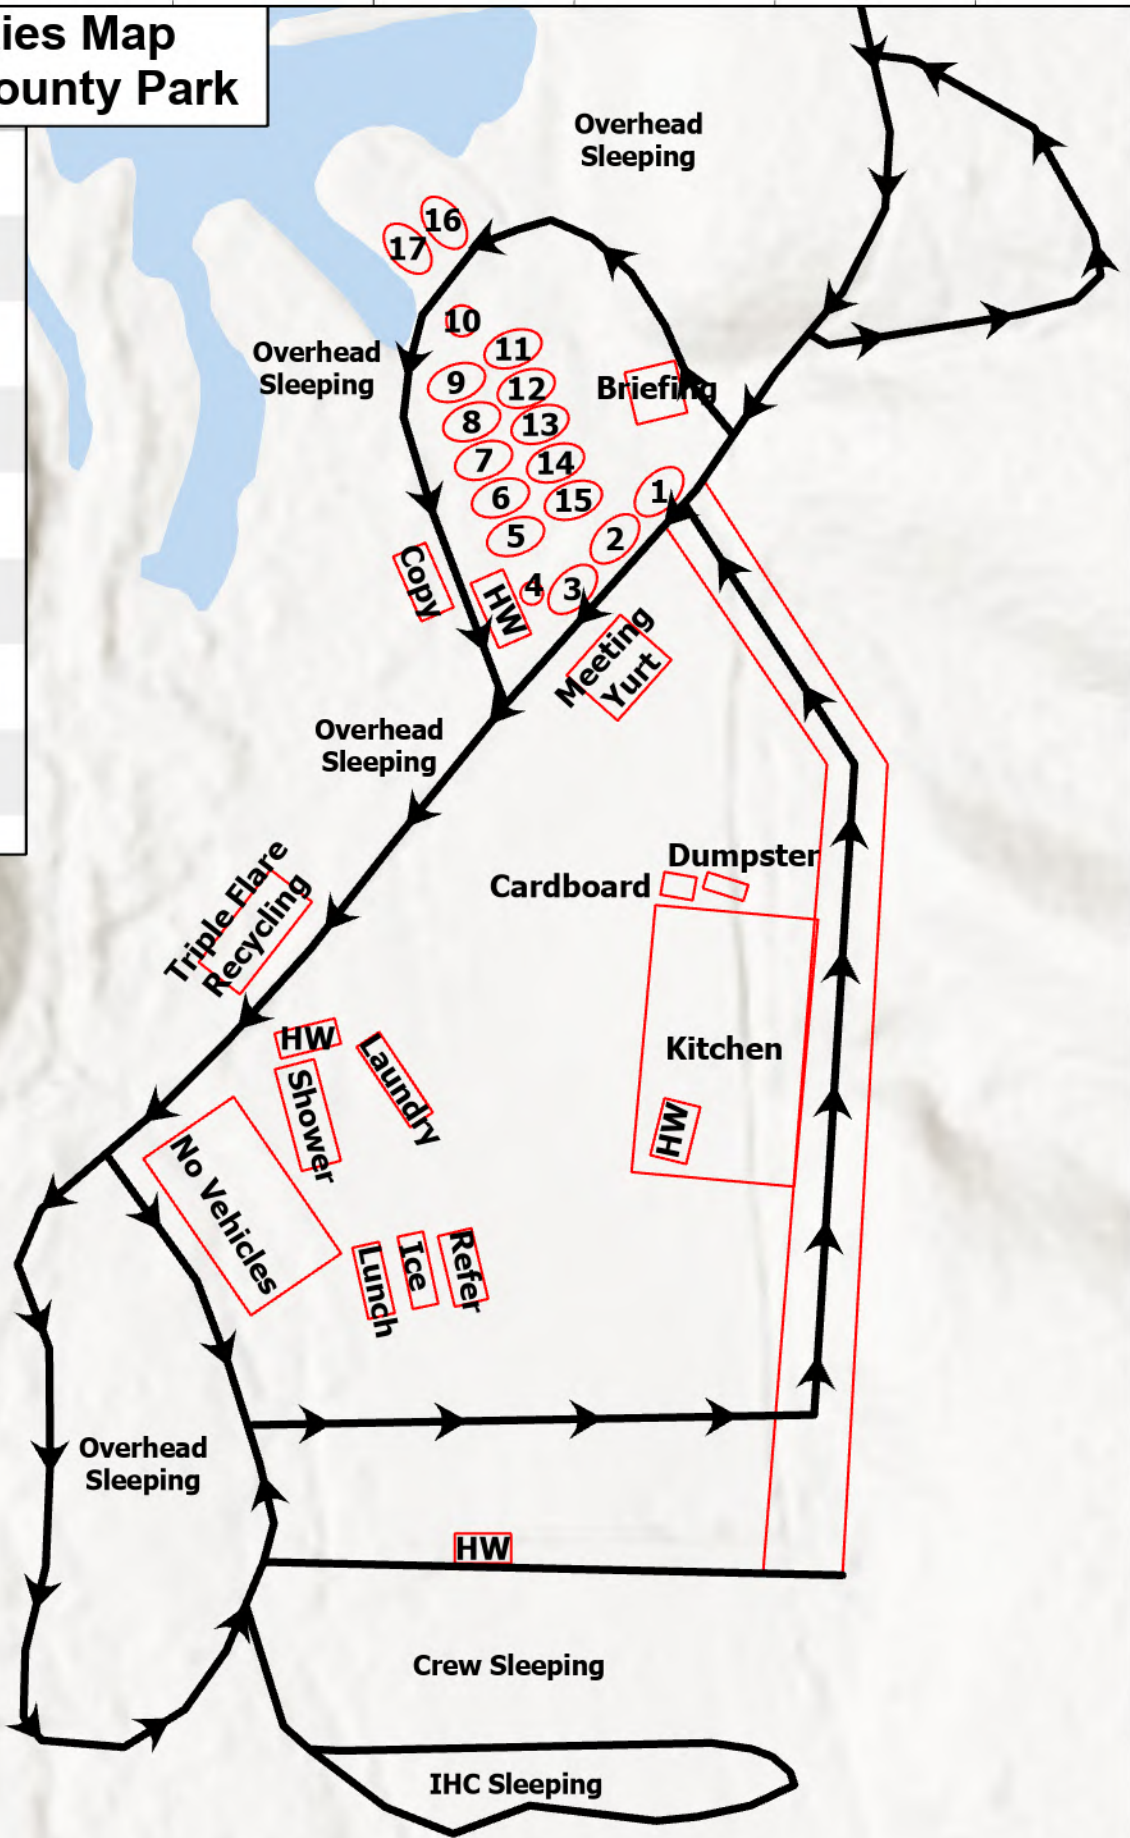 ies Map
ounty Park
Overhead
Sleeping
16
17
10
11
Overhead
Sleeping
9
12
Briefing
8
13
7
14
6
15
1
5
2
4
3
Copy
HW
Meeting
Yurt
Overhead
Sleeping
Dumpster
Cardboard
Triple Flare
Recycling
HW
Laundry
Kitchen
Shower
HW
No Vehicles
Lunch
Ice
Refer
Overhead
Sleeping
HW
Crew Sleeping
IHC Sleeping